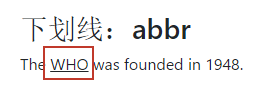 下划线：abbr
The WHO was founded in 1948.